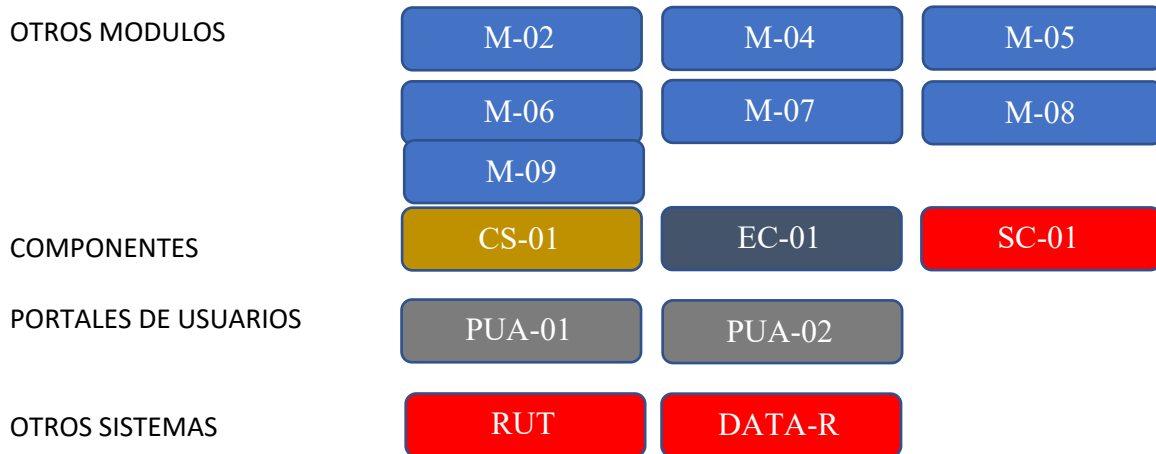 OTROS MODULOS
M-02 M-04 M-05
M-06 M-07 M-08
M-09
COMPONENTES
CS-01 EC-01 SC-01
PORTALES DE USUARIOS
PUA-01 PUA-02
OTROS SISTEMAS
RUT DATA-R